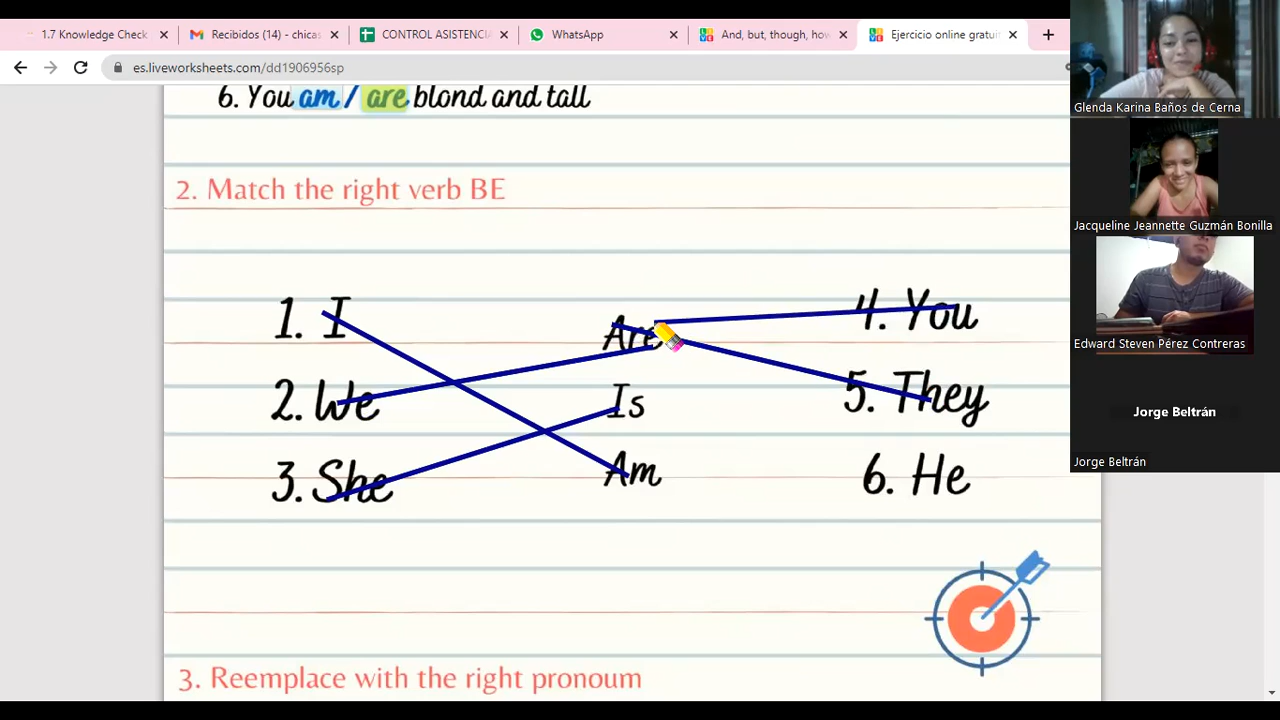 1.7 Knowledge Check
Recibidos (14) - chicas
CONTROL ASISTENCIA
WhatsApp
And, but, though, how
Ejercicio online gratui
es.liveworksheets.com/dd1906956sp
6. You am / are blond and tall
2. Match the right verb BE
1. I
Are
4. You
2. We
Is
5. They
3. She
Am
6. He
3. Reemplace with the right pronoum
Glenda Karina Baños de Cerna
Jacqueline Jeannette Guzmán Bonilla
Edward Steven Pérez Contreras
Jorge Beltrán
Jorge Beltrán